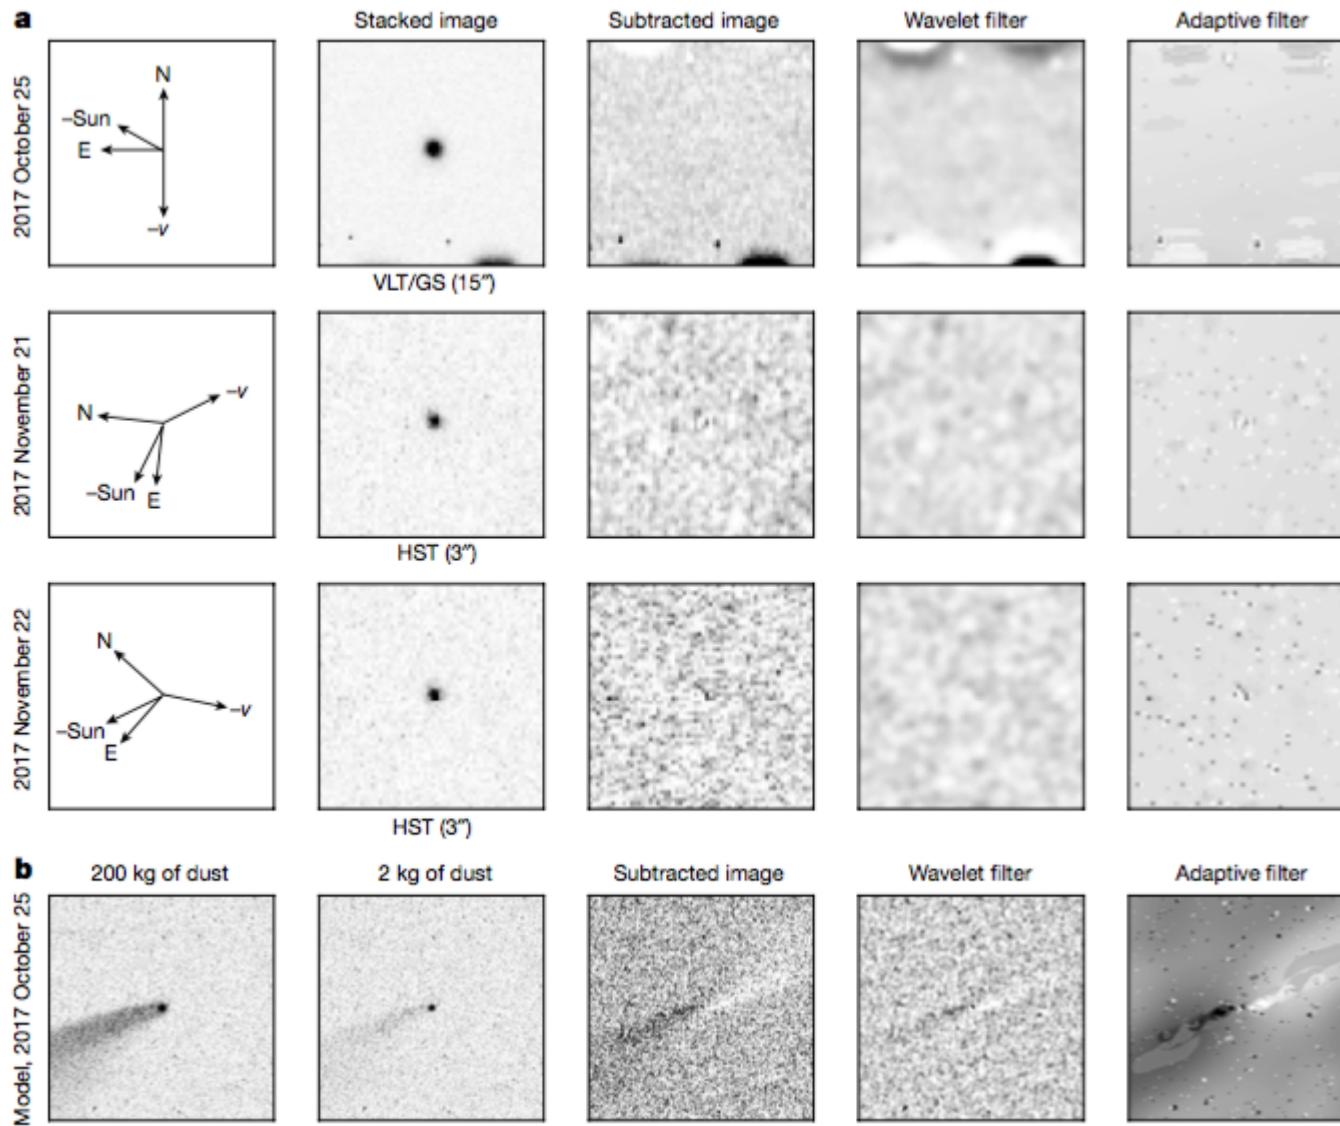 a
Stacked image
Subtracted image
Wavelet filter
Adaptive filter
2017 October 25
N
–Sun
E
–v
VLT/GS (15″)
2017 November 21
–v
N
–Sun
E
HST (3″)
2017 November 22
N
–Sun
E
–v
HST (3″)
b
200 kg of dust
2 kg of dust
Subtracted image
Wavelet filter
Adaptive filter
Model, 2017 October 25